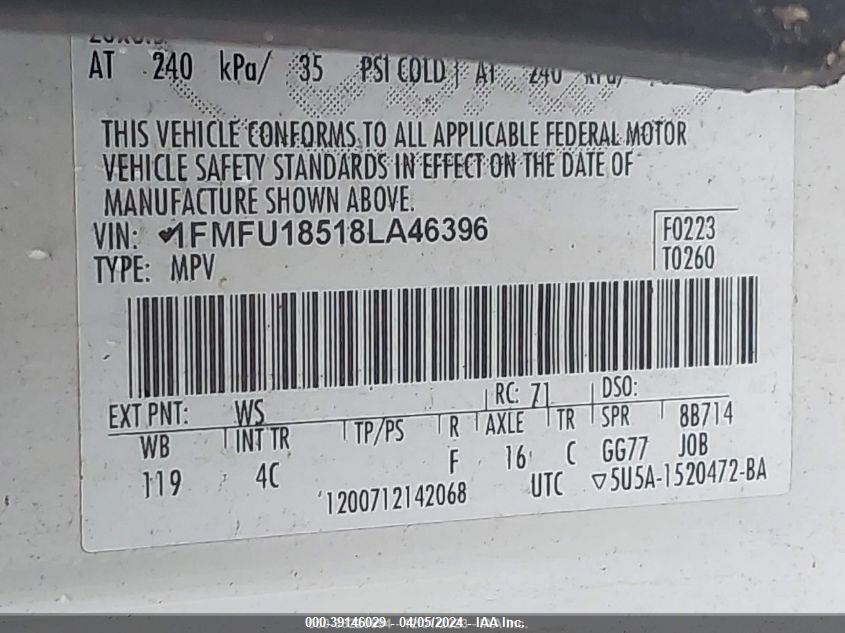 AT 240 kPa/ 35 PSI COLD AT 240 kPa/
THIS VEHICLE CONFORMS TO ALL APPLICABLE FEDERAL MOTOR
VEHICLE SAFETY STANDARDS IN EFFECT ON THE DATE OF
MANUFACTURE SHOWN ABOVE.
VIN: 1FMFU18518LA46396
F0223
TYPE: MPV
T0260
EXT PNT: WS RC: 71 DSO:
WB INT TR TP/PS R AXLE TR SPR 8B714
119 4C F 16 C GG77 JOB
1200712142068 UTC ▽5U5A-1520472-BA
000-39146029 - 04/05/2024 - IAA Inc.